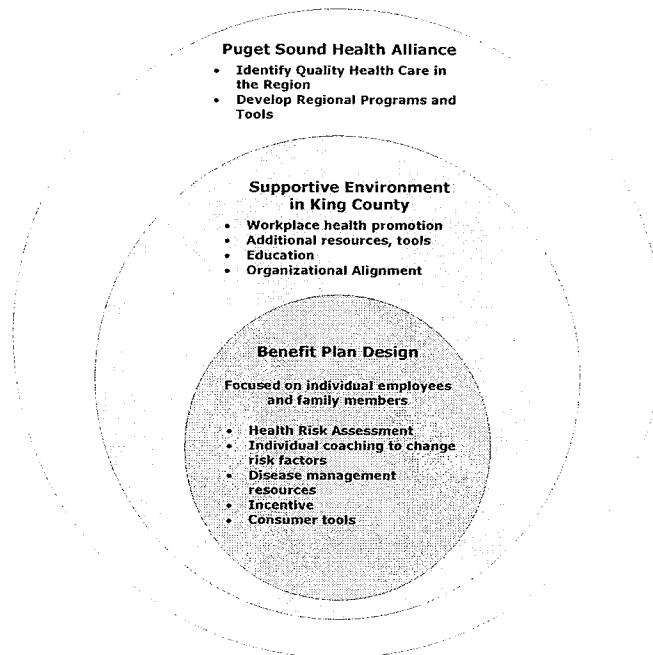 Puget Sound Health Alliance
• Identify Quality Health Care in
the Region
• Develop Regional Programs and
Tools
Supportive Environment
in King County
• Workplace health promotion
• Additional resources, tools
• Education
• Organizational Alignment
Benefit Plan Design
Focused on individual employees
and family members
• Health Risk Assessment
• Individual coaching to change
risk factors
• Disease management
resources
• Incentive
• Consumer tools